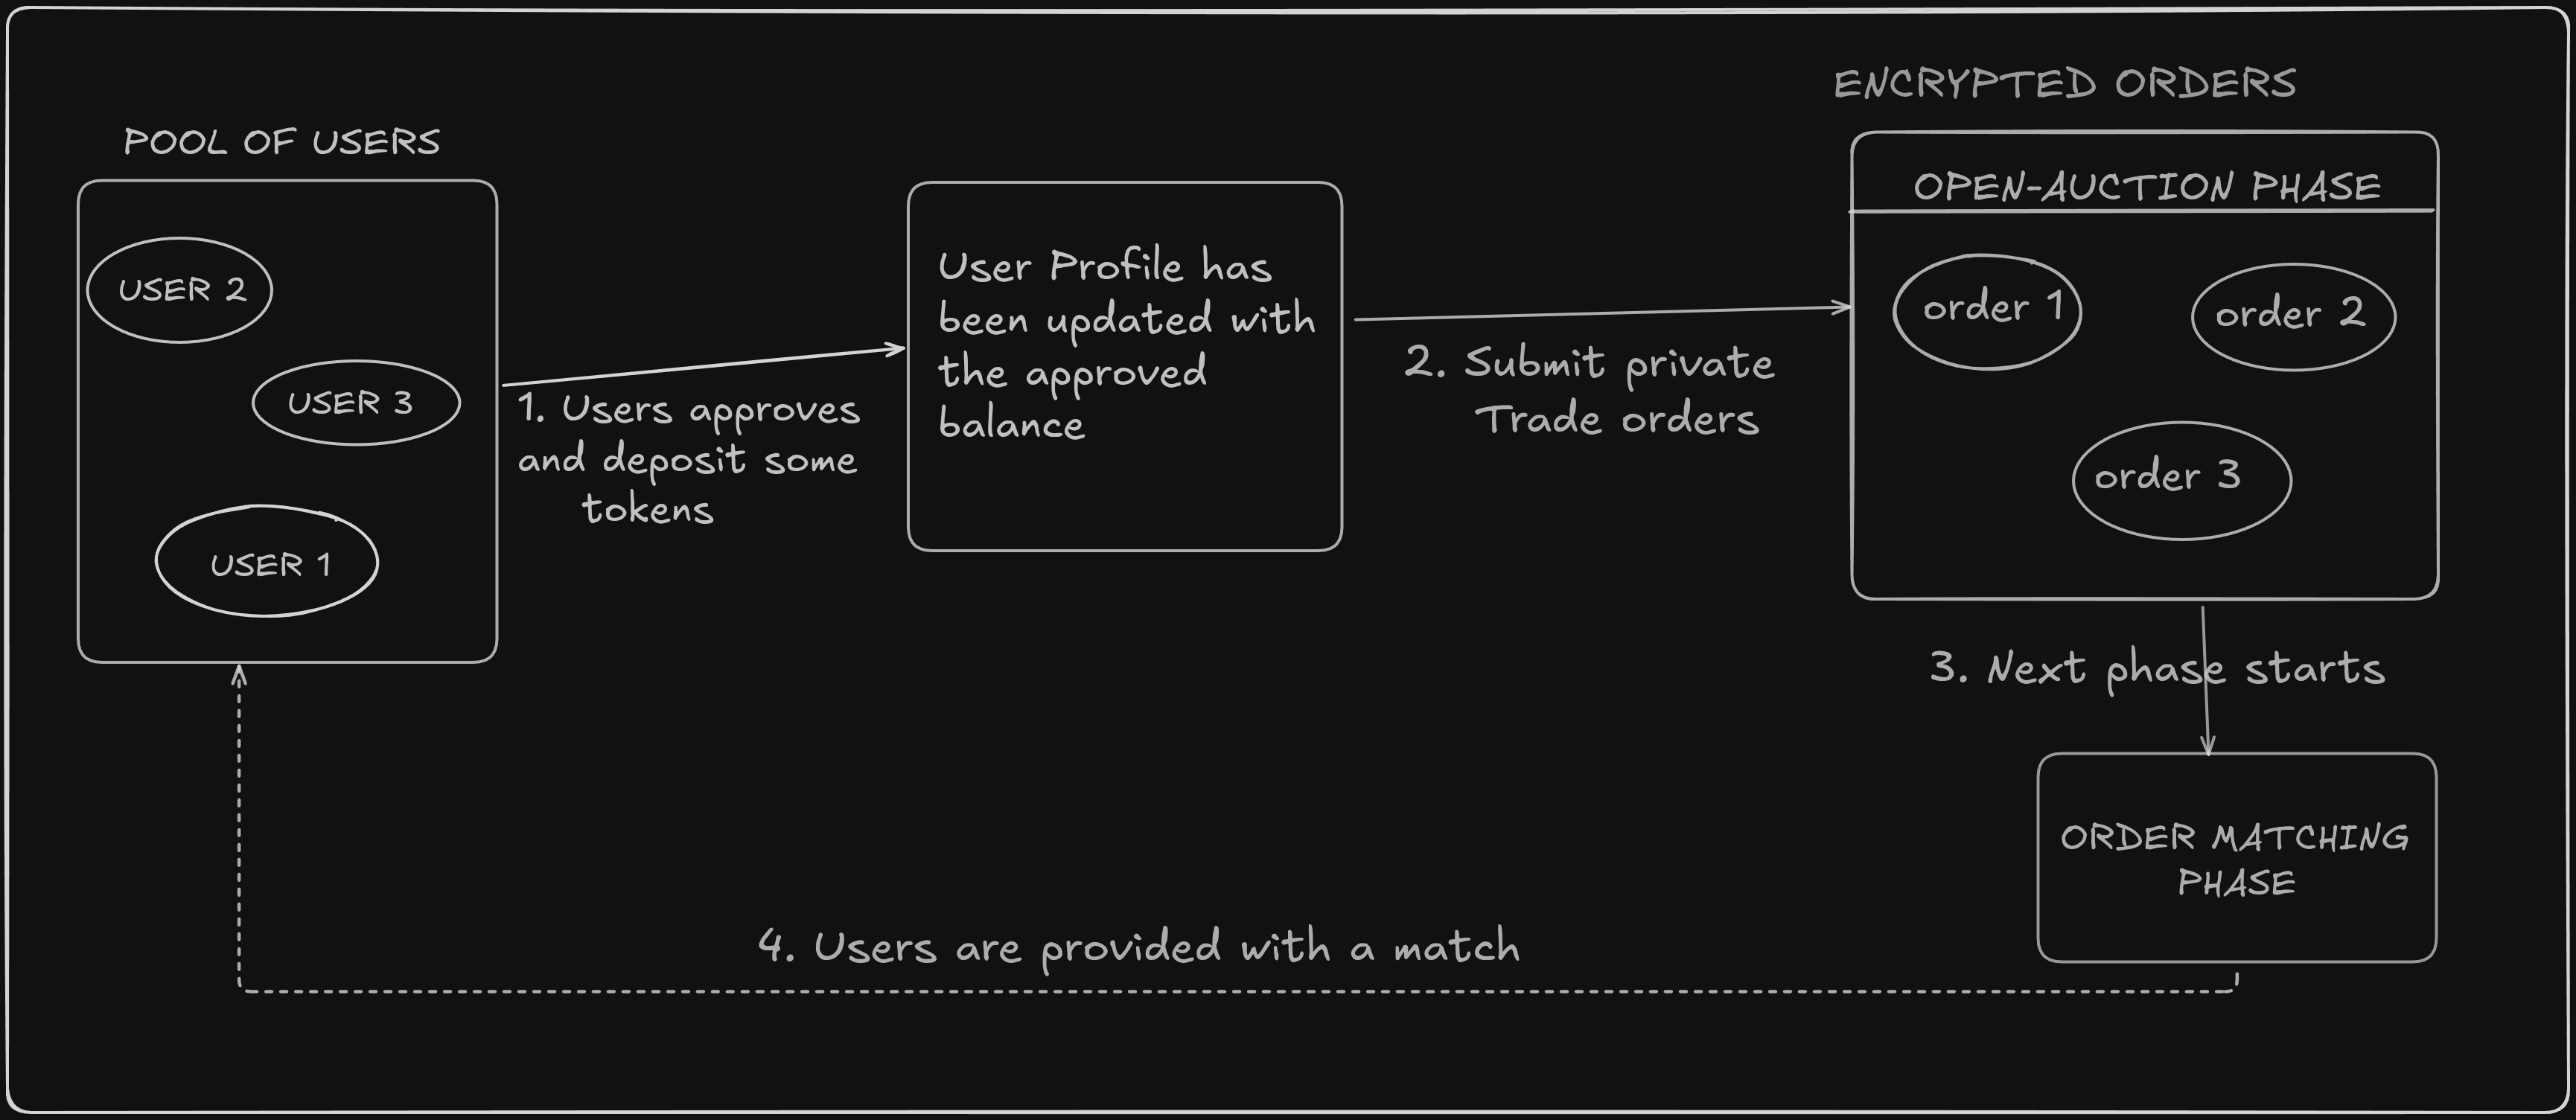 POOL OF USERS
USER 2
USER 3
USER 1
1. Users approves
and deposit some
tokens
User Profile has
been updated with
the approved
balance
2. Submit private
Trade orders
ENCRYPTED ORDERS
OPEN-AUCTION PHASE
order 1
order 2
order 3
3. Next phase starts
ORDER MATCHING
PHASE
4. Users are provided with a match